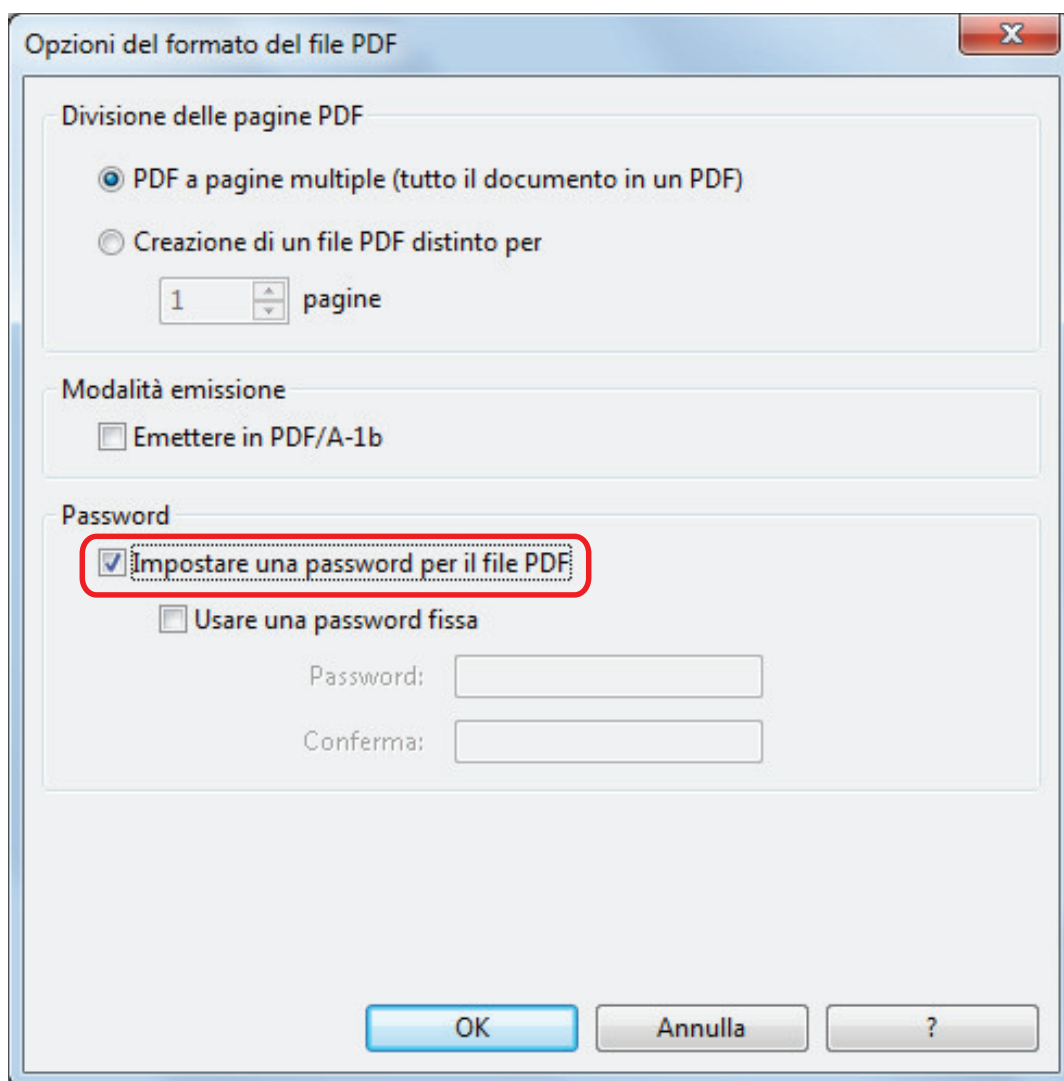 Opzioni del formato del file PDF
Divisione delle pagine PDF
PDF a pagine multiple (tutto il documento in un PDF)
Creazione di un file PDF distinto per
1 pagine
Modalità emissione
Emettere in PDF/A-1b
Password
Impostare una password per il file PDF
Usare una password fissa
Password:
Conferma:
OK Annulla ?